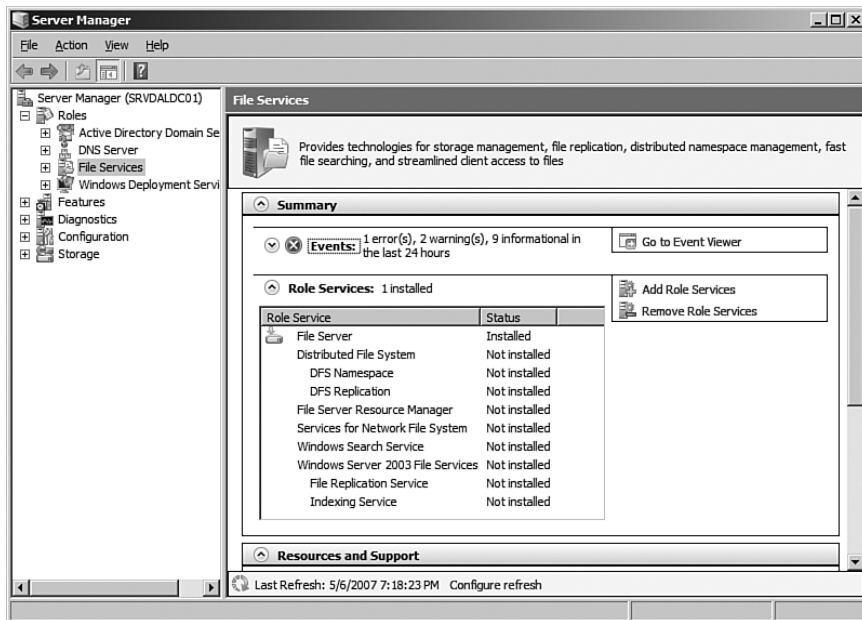 Server Manager
File Action View Help
Server Manager (SRVDALDC01)
Roles
Active Directory Domain Se
DNS Server
File Services
Windows Deployment Servi
Features
Diagnostics
Configuration
Storage
File Services
Provides technologies for storage management, file replication, distributed namespace management, fast
file searching, and streamlined client access to files
Summary
Events: 1 error(s), 2 warning(s), 9 informational in
the last 24 hours
Go to Event Viewer
Role Services: 1 installed
Add Role Services
Remove Role Services
Role Service Status
File Server Installed
Distributed File System Not installed
DFS Namespace Not installed
DFS Replication Not installed
File Server Resource Manager Not installed
Services for Network File System Not installed
Windows Search Service Not installed
Windows Server 2003 File Services Not installed
File Replication Service Not installed
Indexing Service Not installed
Resources and Support
Last Refresh: 5/6/2007 7:18:23 PM Configure refresh